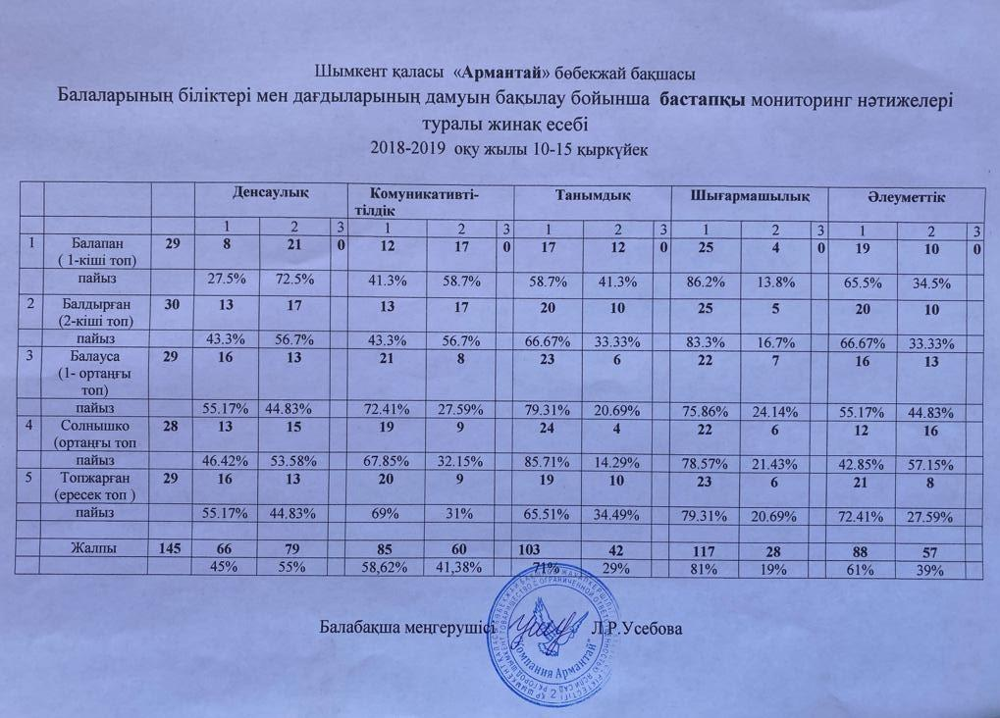 Шымкент қаласы «Армантай» бөбекжай бақшасы
Балаларының біліктері мен дағдыларының дамуын бақылау бойынша бастапқы мониторинг нәтижелері
туралы жинақ есебі
2018-2019 оқу жылы 10-15 қыркүйек
Денсаулық Комуникативті- Танымдық Шығармашылық Әлеуметтік
тілдік
1 2 3 1 2 3 1 2 3 1 2 3 1 2 3
1 Балапан 29 8 21 0 12 17 0 17 12 0 25 4 0 19 10 0
( 1-кіші топ)
пайыз 27.5% 72.5% 41.3% 58.7% 58.7% 41.3% 86.2% 13.8% 65.5% 34.5%
2 Балдырған 30 13 17 13 17 20 10 25 5 20 10
(2-кіші топ)
пайыз 43.3% 56.7% 43.3% 56.7% 66.67% 33.33% 83.3% 16.7% 66.67% 33.33%
3 Балауса 29 16 13 21 8 23 6 22 7 16 13
(1- ортаңғы
топ)
пайыз 55.17% 44.83% 72.41% 27.59% 79.31% 20.69% 75.86% 24.14% 55.17% 44.83%
4 Солнышко 28 13 15 19 9 24 4 22 6 12 16
(ортаңғы топ
пайыз 46.42% 53.58% 67.85% 32.15% 85.71% 14.29% 78,57% 21.43% 42.85% 57.15%
5 Топжарған 29 16 13 20 9 19 10 23 6 21 8
(ересек топ )
пайыз 55.17% 44.83% 69% 31% 65.51% 34.49% 79.31% 20.69% 72.41% 27.59%
Жалпы 145 66 79 85 60 103 42 117 28 88 57
45% 55% 58,62% 41,38% 71% 29% 81% 19% 61% 39%
Балабақша меңгерушісі Л.Р.Усебова
"Компания Армантай"